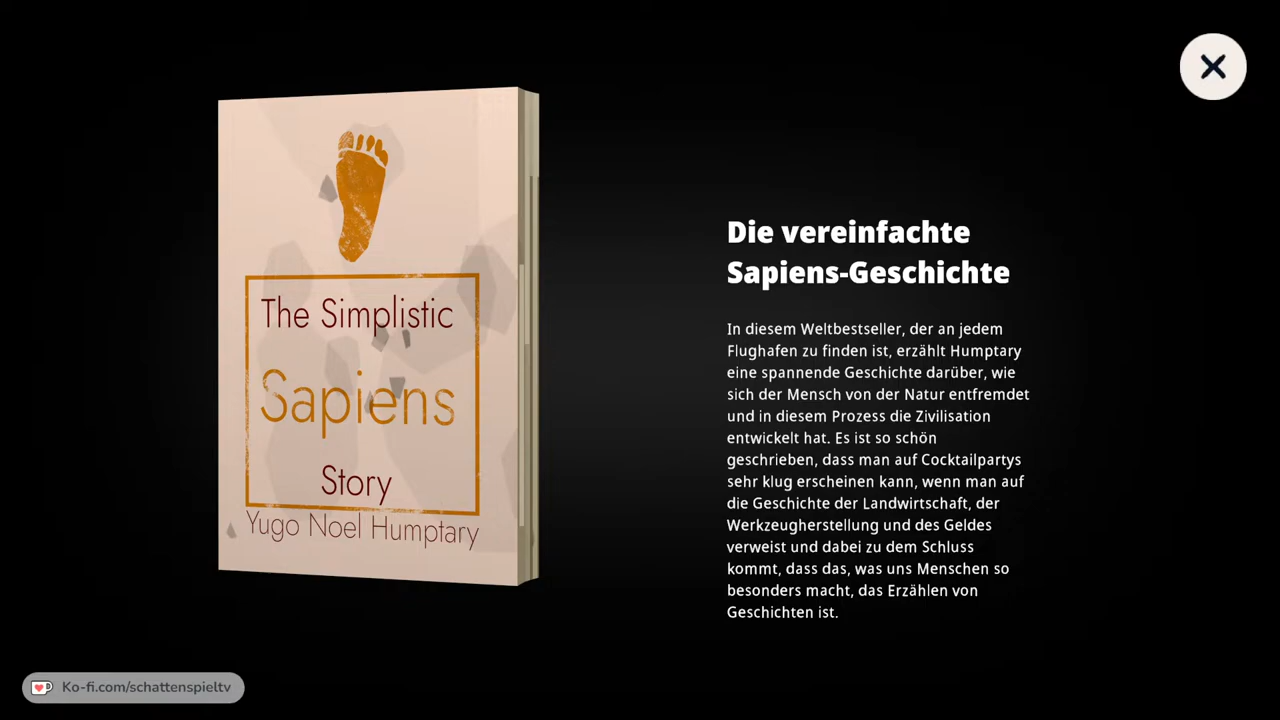 The Simplistic
Sapiens
Story
Yugo Noel Humptary
Die vereinfachte
Sapiens-Geschichte
In diesem Weltbestseller, der an jedem
Flughafen zu finden ist, erzählt Humptary
eine spannende Geschichte darüber, wie
sich der Mensch von der Natur entfremdet
und in diesem Prozess die Zivilisation
entwickelt hat. Es ist so schön
geschrieben, dass man auf Cocktailpartys
sehr klug erscheinen kann, wenn man auf
die Geschichte der Landwirtschaft, der
Werkzeugherstellung und des Geldes
verweist und dabei zu dem Schluss
kommt, dass das, was uns Menschen so
besonders macht, das Erzählen von
Geschichten ist.
Ko-fi.com/schattenspieltv